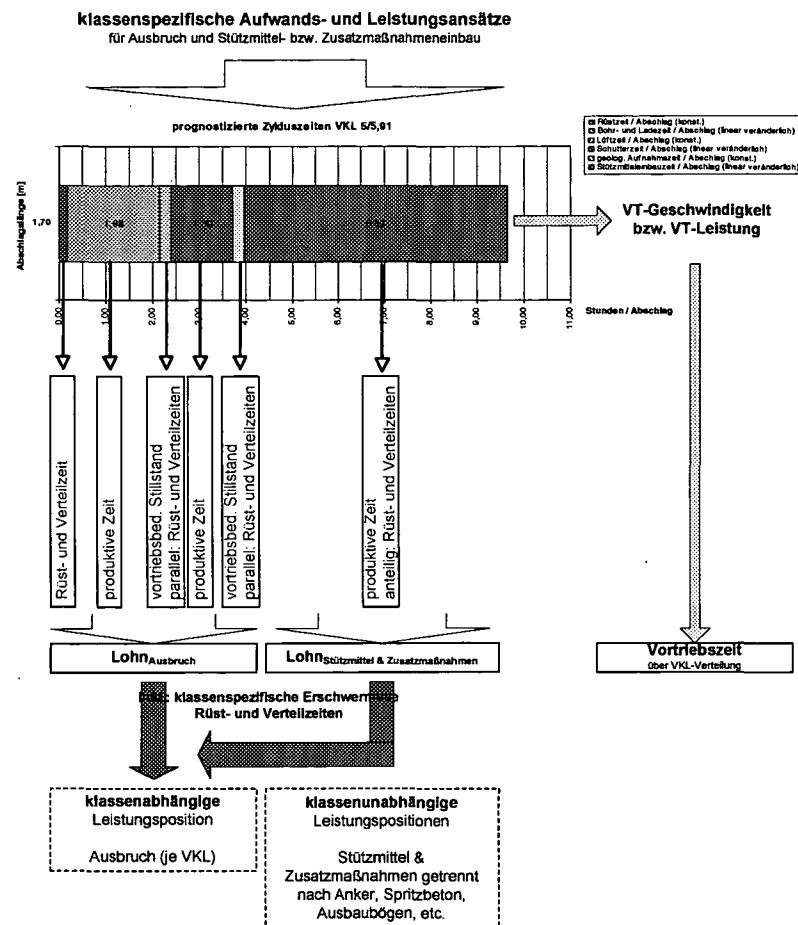 klassenspezifische Aufwands- und Leistungsansätze
für Ausbruch und Stützmittel- bzw. Zusatzmaßnahmeneinbau
prognostizierte Zykluszeiten VKL 5/5,91
Rüstzeit / Abschlag (konst.)
Bohr- und Ladezeit / Abschlag (linear veränderlich)
Lüftzeit / Abschlag (konst.)
Schutterzeit / Abschlag (linear veränderlich)
geolog. Aufnahmezeit / Abschlag (konst.)
Stützmitteleinbauzeit / Abschlag (linear veränderlich)
Abschlagslänge [m]
1,70
1,98
VT-Geschwindigkeit
bzw. VT-Leistung
0,00
1,00
2,00
3,00
4,00
5,00
6,00
7,00
8,00
9,00
10,00
11,00
Stunden / Abschlag
Rüst- und Verteilzeit
produktive Zeit
vortriebsbed. Stillstand
parallel: Rüst- und Verteilzeiten
produktive Zeit
vortriebsbed. Stillstand
parallel: Rüst- und Verteilzeiten
produktive Zeit
anteilig: Rüst- und Verteilzeiten
Lohn Ausbruch
Lohn Stützmittel & Zusatzmaßnahmen
Vortriebszeit
über VKL-Verteilung
klassenspezifische Erschwernisse
Rüst- und Verteilzeiten
klassenabhängige
Leistungsposition
Ausbruch (je VKL)
klassenunabhängige
Leistungspositionen
Stützmittel &
Zusatzmaßnahmen getrennt
nach Anker, Spritzbeton,
Ausbaubögen, etc.